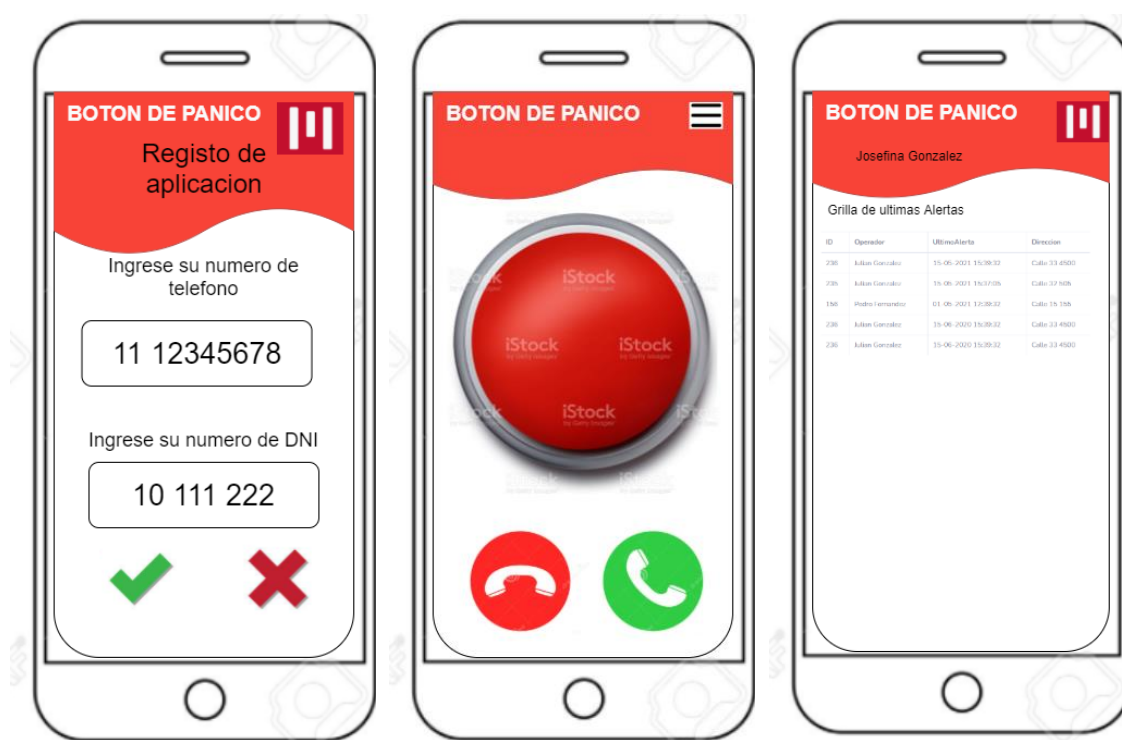 BOTON DE PANICO
Registo de
aplicacion
Ingrese su numero de
telefono
11 12345678
Ingrese su numero de DNI
10 111 222
BOTON DE PANICO
iStock
iStock
iStock
iStock
iStock
BOTON DE PANICO
Josefina Gonzalez
Grilla de ultimas Alertas
ID Operador UltimoAlerta Direccion
236 Julian Gonzalez 15-06-2021 15:39:32 Calle 33 4500
235 Julian Gonzalez 15-06-2021 15:37:05 Calle 32 505
156 Pedro Fernandez 01-06-2021 12:39:32 Calle 15 155
236 Julian Gonzalez 15-06-2020 15:39:32 Calle 33 4500
236 Julian Gonzalez 15-06-2020 15:39:32 Calle 33 4500